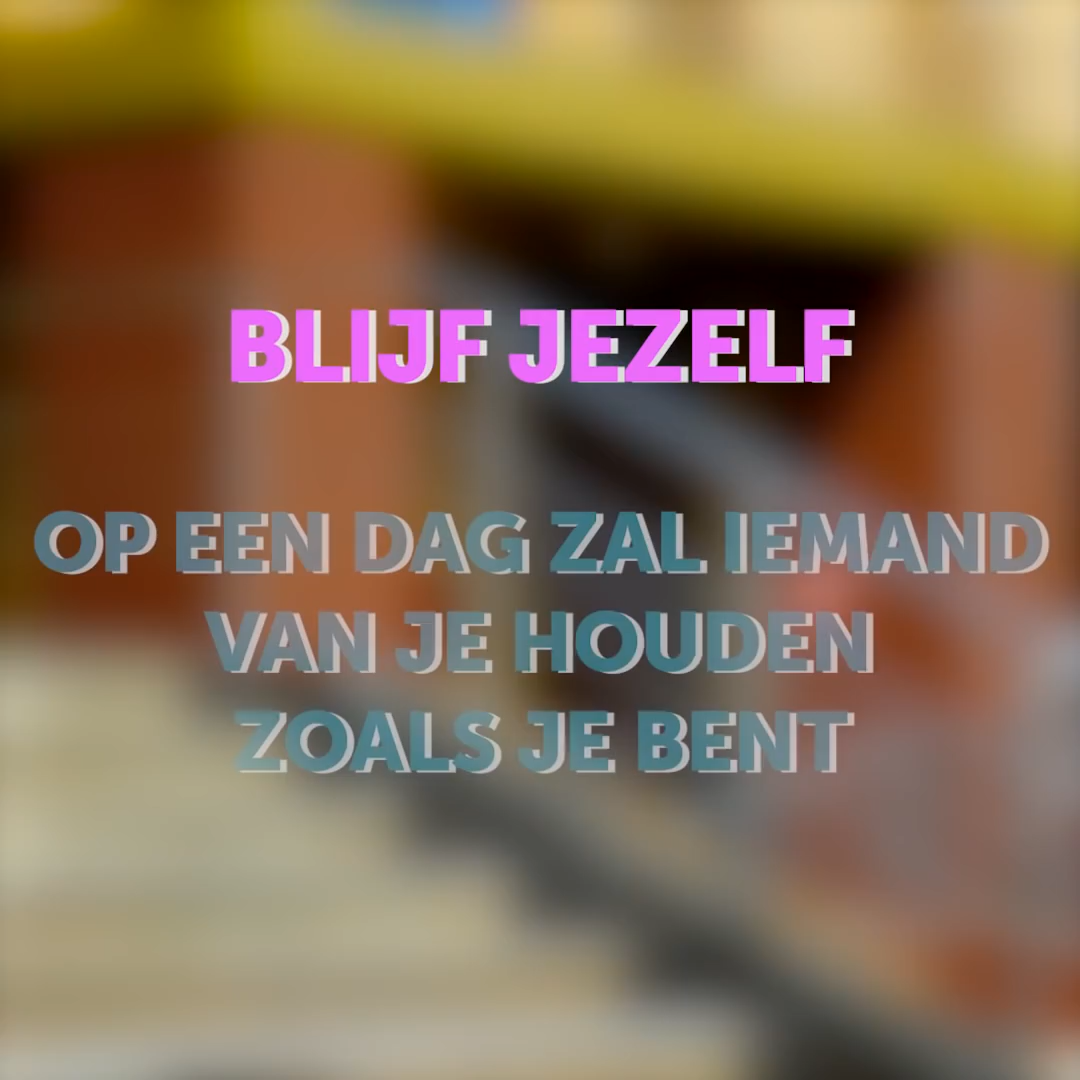 BLIJF JEZELF
OP EEN DAG ZAL IEMAND
VAN JE HOUDEN
ZOALS JE BENT